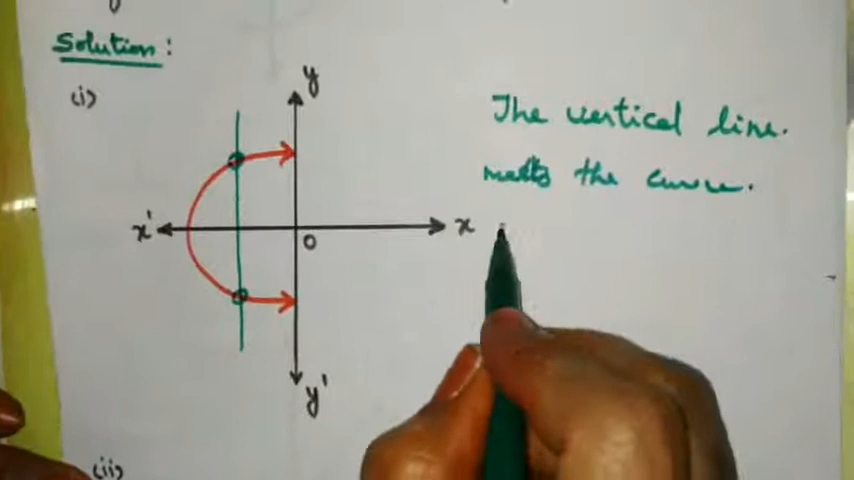 Solution :
(i)
y
The vertical line.
meets the curve.
x'
x
O
y'
(ii)